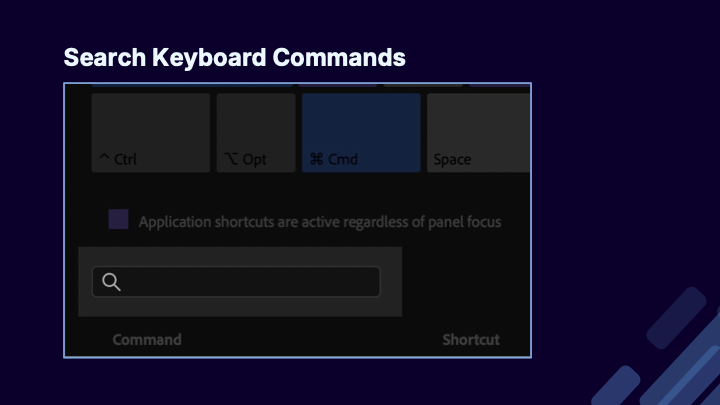 Search Keyboard Commands
^ Ctrl
⌥ Opt
⌘ Cmd
Space
Application shortcuts are active regardless of panel focus
Command
Shortcut